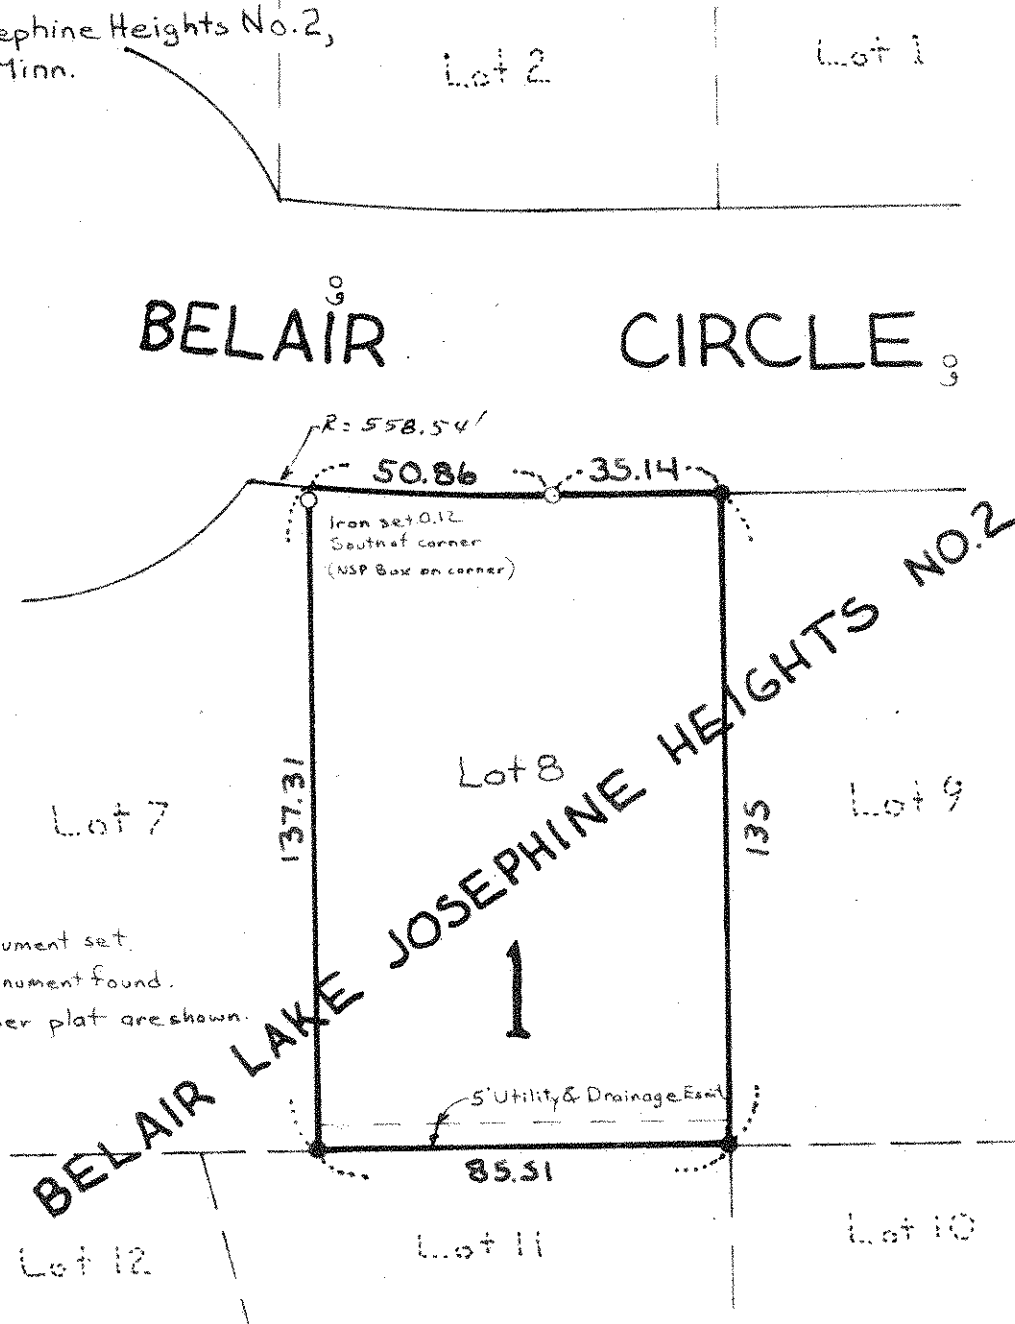 ephine Heights No. 2,
Minn.
Lot 2
Lot 1
BELAIR CIRCLE
R = 558.54'
50.86
35.14
Iron set 0.12
South of corner
(NSP Box on corner)
BELAIR LAKE JOSEPHINE HEIGHTS NO. 2
Lot 8
137.31
135
Lot 7
Lot 9
ument set.
nument found.
er plat are shown.
1
5' Utility & Drainage Esmt
85.51
Lot 12
Lot 11
Lot 10